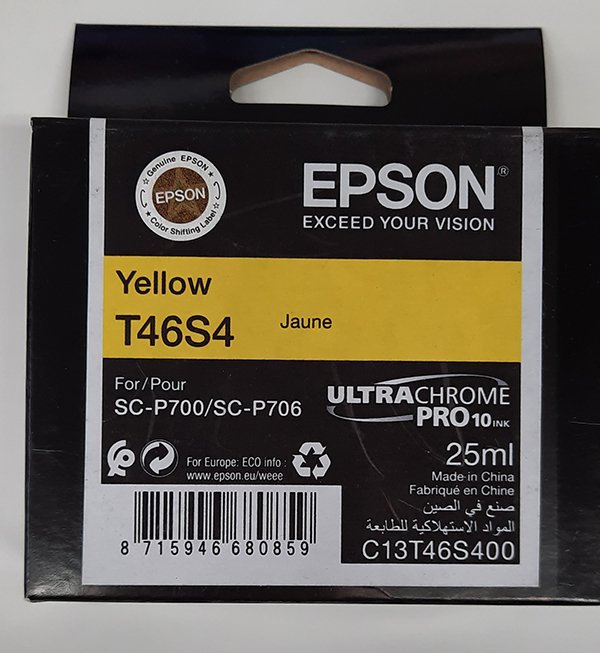 Genuine EPSON
EPSON
Color Shifting Label
EPSON®
EXCEED YOUR VISION
Yellow
T46S4
Jaune
For/Pour
SC-P700/SC-P706
ULTRACHROME
PRO10 INK
25ml
For Europe: ECO info :
www.epson.eu/weee
Made in China
Fabriqué en Chine
صنع في الصين
المواد الاستهلاكية للطابعة
C13T46S400
8 715946 680859